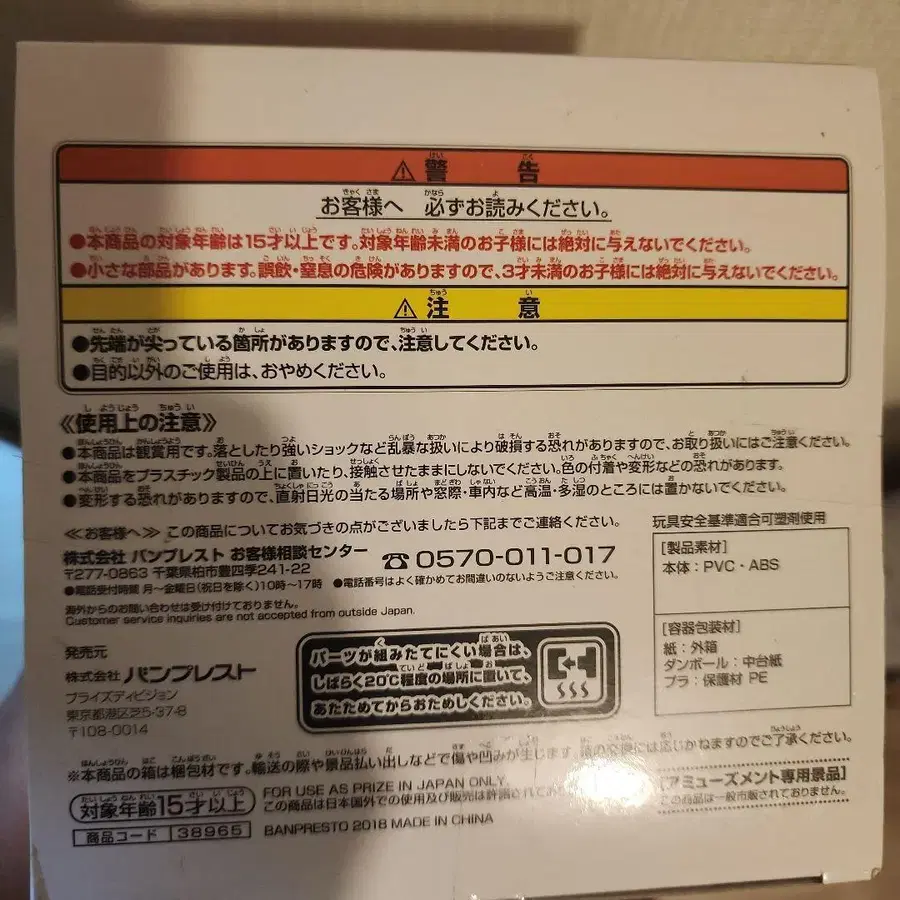 ⚠警告
お客様へ 必ずお読みください。
●本商品の対象年齢は15才以上です。対象年齢未満のお子様には絶対に与えないでください。
●小さな部品があります。誤飲・窒息の危険がありますので、3才未満のお子様には絶対に与えないでください。
⚠注意
●先端が尖っている箇所がありますので、注意してください。
●目的以外のご使用は、おやめください。
《使用上の注意》
●本商品は観賞用です。落としたり強いショックなど乱暴な扱いにより破損する恐れがありますので、お取り扱いにはご注意ください。
●本商品をプラスチック製品の上に置いたり、接触させたままにしないでください。色の付着や変形などの恐れがあります。
●変形する恐れがありますので、直射日光の当たる場所や窓際・車内など高温・多湿のところには置かないでください。
≪お客様へ≫ この商品についてお気づきの点がございましたら下記までご連絡ください。
株式会社 バンプレスト お客様相談センター ☎0570-011-017
〒277-0863 千葉県柏市豊四季241-22
●電話受付時間 月〜金曜日(祝日を除く)10時〜17時 ●電話番号はよく確かめてお間違いのないようご注意ください。
海外からのお問い合わせは受け付けておりません。
Customer service inquiries are not accepted from outside Japan.
玩具安全基準適合可塑剤使用
[製品素材]
本体:PVC・ABS
[容器包装材]
紙:外箱
ダンボール:中台紙
プラ:保護材 PE
発売元
株式会社 バンプレスト
プライズディビジョン
東京都港区芝5-37-8
〒108-0014
パーツが組みたてにくい場合は、
しばらく20℃程度の場所に置いて、
あたためてからおためしください。
※本商品の箱は梱包材です。輸送の際や景品払い出しなどで傷や凹みが生じます。箱の交換には応じかねますのでご了承ください。
対象年齢15才以上
商品コード 38965
FOR USE AS PRIZE IN JAPAN ONLY.
この商品は日本国外での使用及び販売は許諾されて
BANPRESTO 2018 MADE IN CHINA
[アミューズメント専用景品]
この商品は一般市販されておりません。